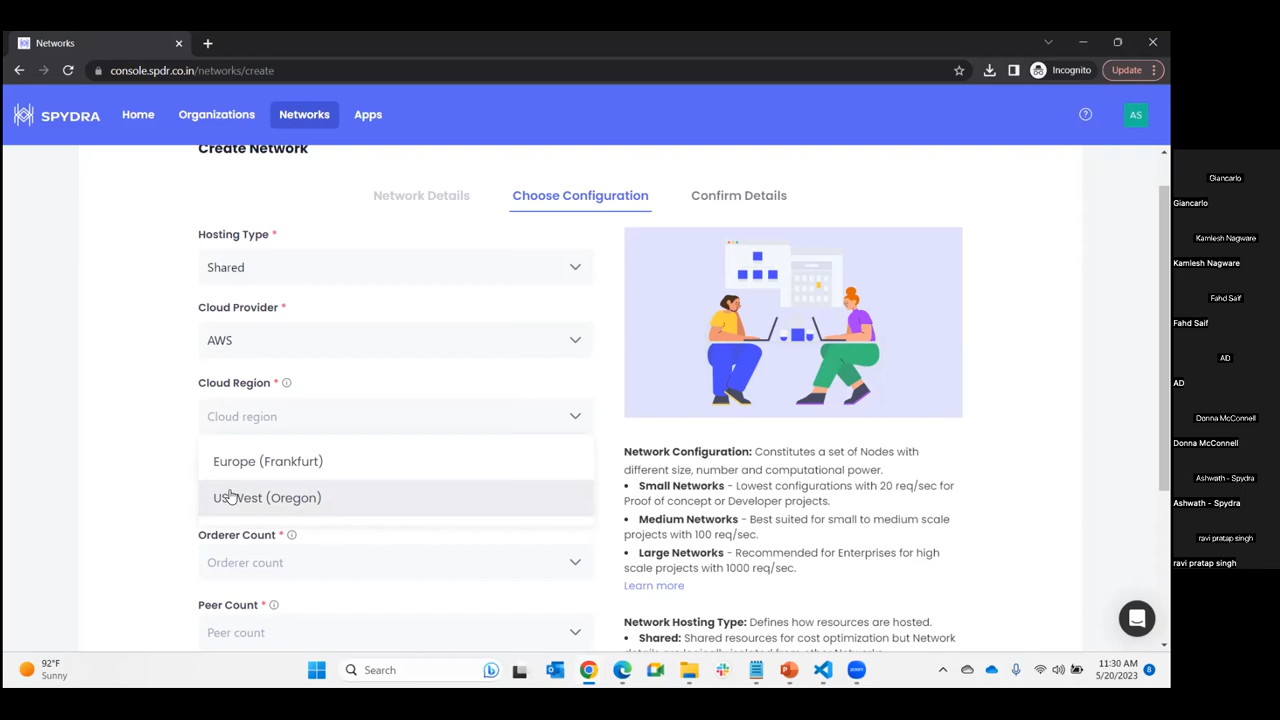 Networks
console.spdr.co.in/networks/create
Incognito
Update
SPYDRA
Home
Organizations
Networks
Apps
AS
Create Network
Network Details
Choose Configuration
Confirm Details
Hosting Type *
Shared
Cloud Provider *
AWS
Cloud Region *
Cloud region
Europe (Frankfurt)
US West (Oregon)
Orderer Count *
Orderer count
Peer Count *
Peer count
Network Configuration: Constitutes a set of Nodes with
different size, number and computational power.
• Small Networks - Lowest configurations with 20 req/sec for
Proof of concept or Developer projects.
• Medium Networks - Best suited for small to medium scale
projects with 100 req/sec.
• Large Networks - Recommended for Enterprises for high
scale projects with 1000 req/sec.
Learn more
Network Hosting Type: Defines how resources are hosted.
• Shared: Shared resources for cost optimization but Network
details are logically isolated from other Networks
92°F
Sunny
Search
11:30 AM
5/20/2023
8
Giancarlo
Giancarlo
Kamlesh Nagware
Kamlesh Nagware
Fahd Saif
Fahd Saif
AD
AD
Donna McConnell
Donna McConnell
Ashwath - Spydra
Ashwath - Spydra
ravi pratap singh
ravi pratap singh